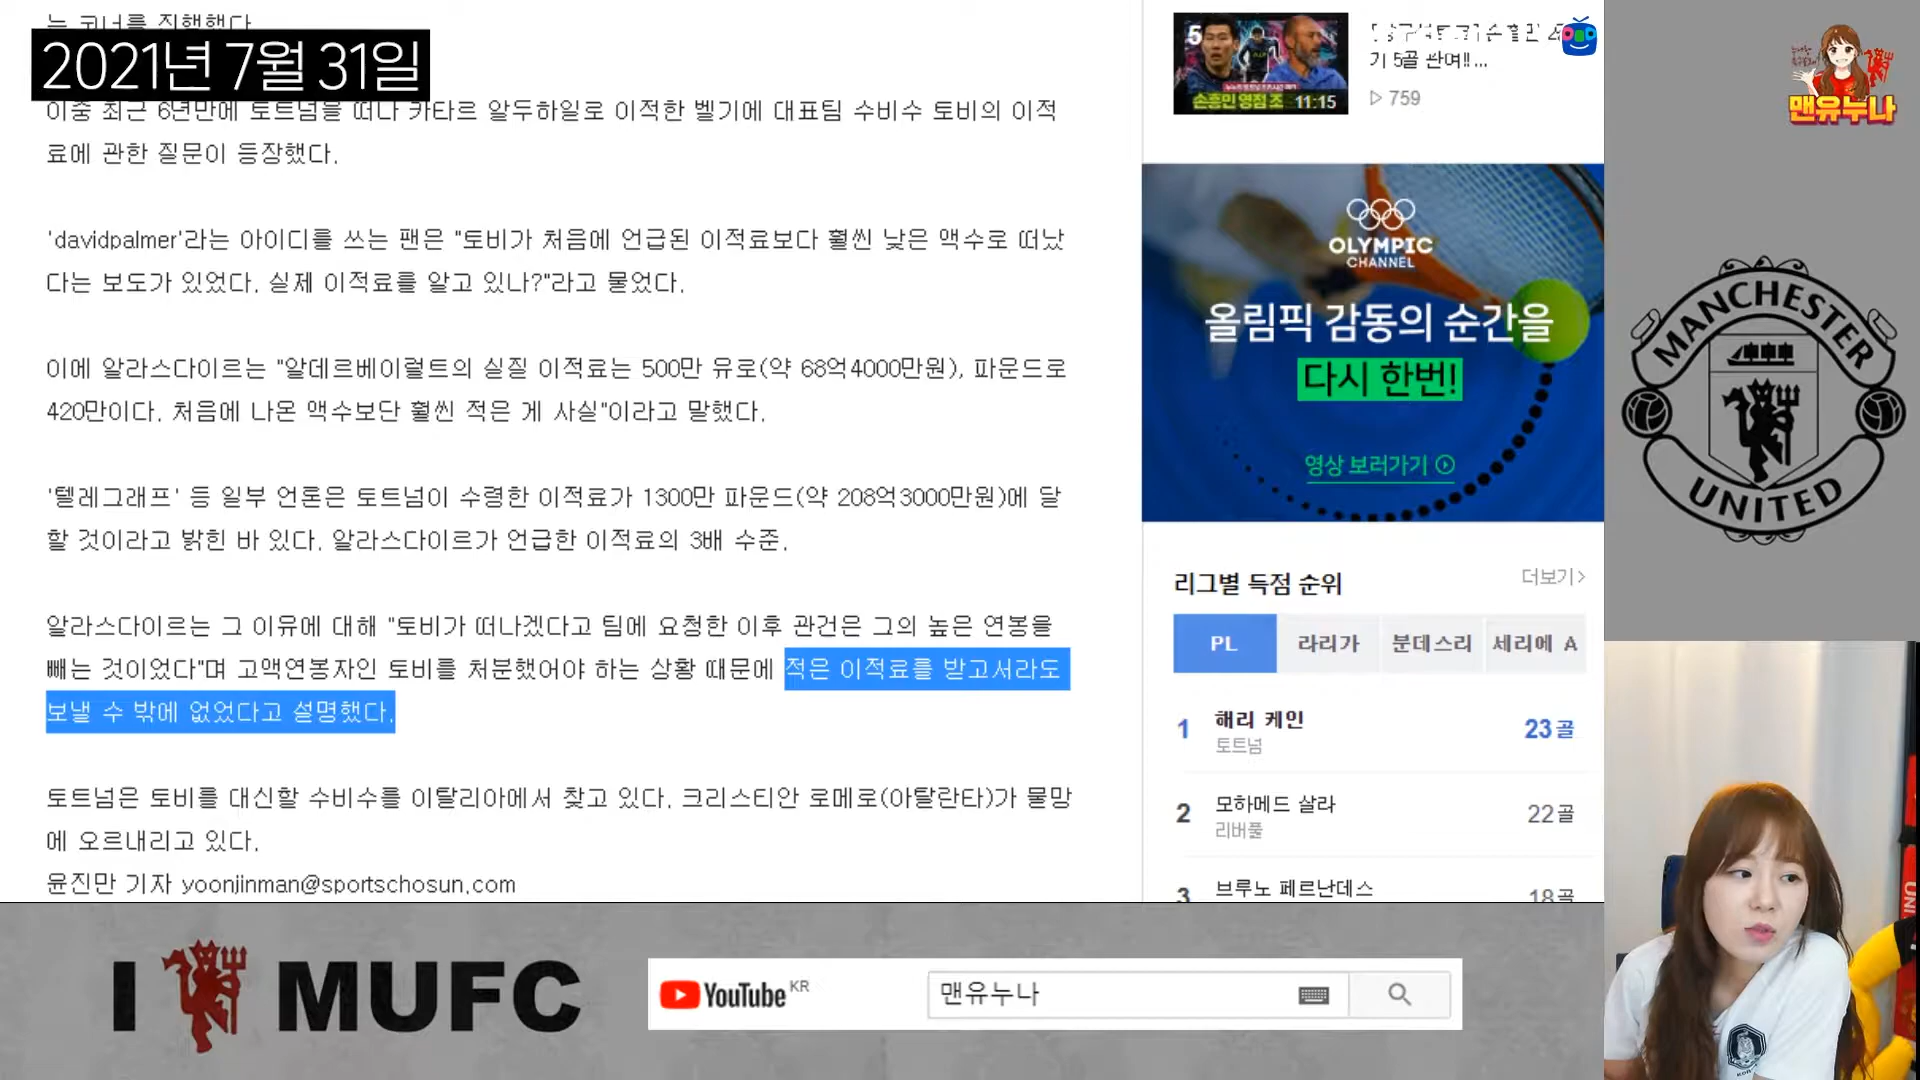 는 코너를 진행했다
2021년 7월 31일
이중 최근 6년만에 토트넘을 떠나 카타르 알두하일로 이적한 벨기에 대표팀 수비수 토비의 이적
료에 관한 질문이 등장했다.
'davidpalmer'라는 아이디를 쓰는 팬은 "토비가 처음에 언급된 이적료보다 훨씬 낮은 액수로 떠났
다는 보도가 있었다. 실제 이적료를 알고 있나?"라고 물었다.
이에 알라스다이르는 "알데르베이럴트의 실질 이적료는 500만 유로(약 68억4000만원), 파운드로
420만이다. 처음에 나온 액수보단 훨씬 적은 게 사실"이라고 말했다.
'텔레그래프' 등 일부 언론은 토트넘이 수령한 이적료가 1300만 파운드(약 208억3000만원)에 달
할 것이라고 밝힌 바 있다. 알라스다이르가 언급한 이적료의 3배 수준.
알라스다이르는 그 이유에 대해 "토비가 떠나겠다고 팀에 요청한 이후 관건은 그의 높은 연봉을
빼는 것이었다"며 고액연봉자인 토비를 처분했어야 하는 상황 때문에 적은 이적료를 받고서라도
보낼 수 밖에 없었다고 설명했다.
토트넘은 토비를 대신할 수비수를 이탈리아에서 찾고 있다. 크리스티안 로메로(아탈란타)가 물망
에 오르내리고 있다.
윤진만 기자 yoonjinman@sportschosun.com
5
손흥민 영점 조 11:15
기 5골 관여!! ...
759
OLYMPIC
CHANNEL
올림픽 감동의 순간을
다시 한번!
영상 보러가기
리그별 득점 순위
더보기
PL 라리가 분데스리 세리에 A
1 해리 케인 23골
토트넘
2 모하메드 살라 22골
리버풀
3 브루노 페르난데스 18골
맨유누나
MANCHESTER
UNITED
I MUFC
YouTube KR
맨유누나